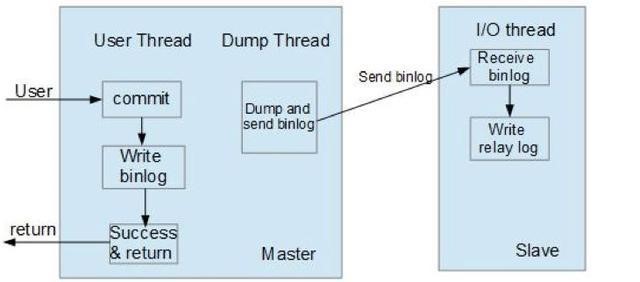 User Thread
Dump Thread
I/O thread
User
commit
Write
binlog
Success
& return
return
Dump and
send binlog
Master
Send binlog
Receive
binlog
Write
relay log
Slave